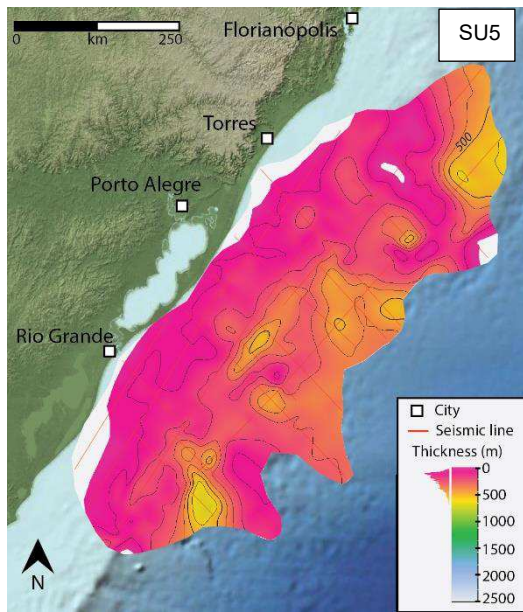 0 km 250
Florianópolis
SU5
Torres
500
Porto Alegre
Rio Grande
City
Seismic line
Thickness (m)
0
500
1000
1500
2000
2500
N